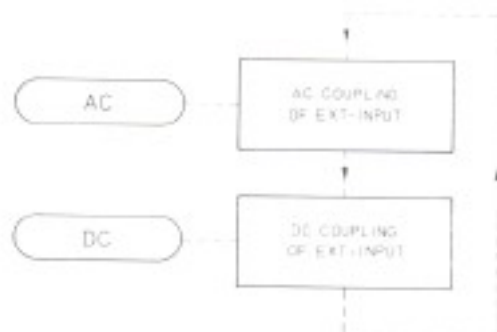 AC
AC COUPLING
OF EXT-INPUT
DC
DC COUPLING
OF EXT-INPUT